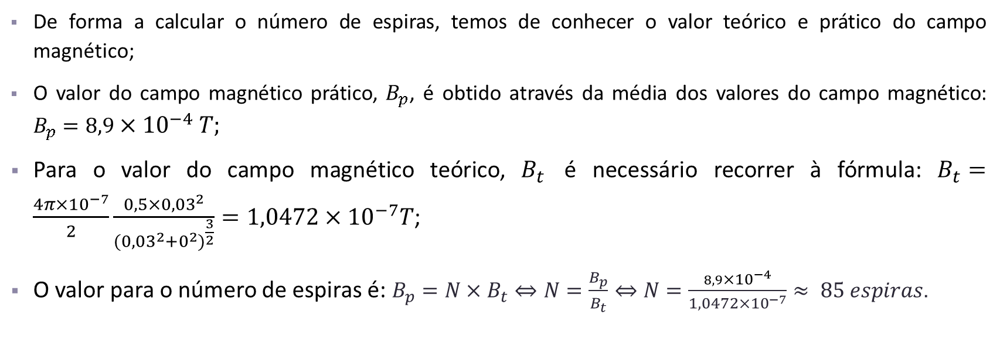 ▪ De forma a calcular o número de espiras, temos de conhecer o valor teórico e prático do campo
magnético;
▪ O valor do campo magnético prático, $B_p$, é obtido através da média dos valores do campo magnético:
$B_p = 8,9 \times 10^{-4}\ T$;
▪ Para o valor do campo magnético teórico, $B_t$ é necessário recorrer à fórmula: $B_t =$
$\frac{4\pi\times10^{-7}}{2}\frac{0,5\times0,03^2}{(0,03^2+0^2)^{\frac{3}{2}}} = 1,0472 \times 10^{-7}T;$
▪ O valor para o número de espiras é: $B_p = N \times B_t \Leftrightarrow N = \frac{B_p}{B_t} \Leftrightarrow N = \frac{8,9\times10^{-4}}{1,0472\times10^{-7}} \approx\ 85\ espiras.$